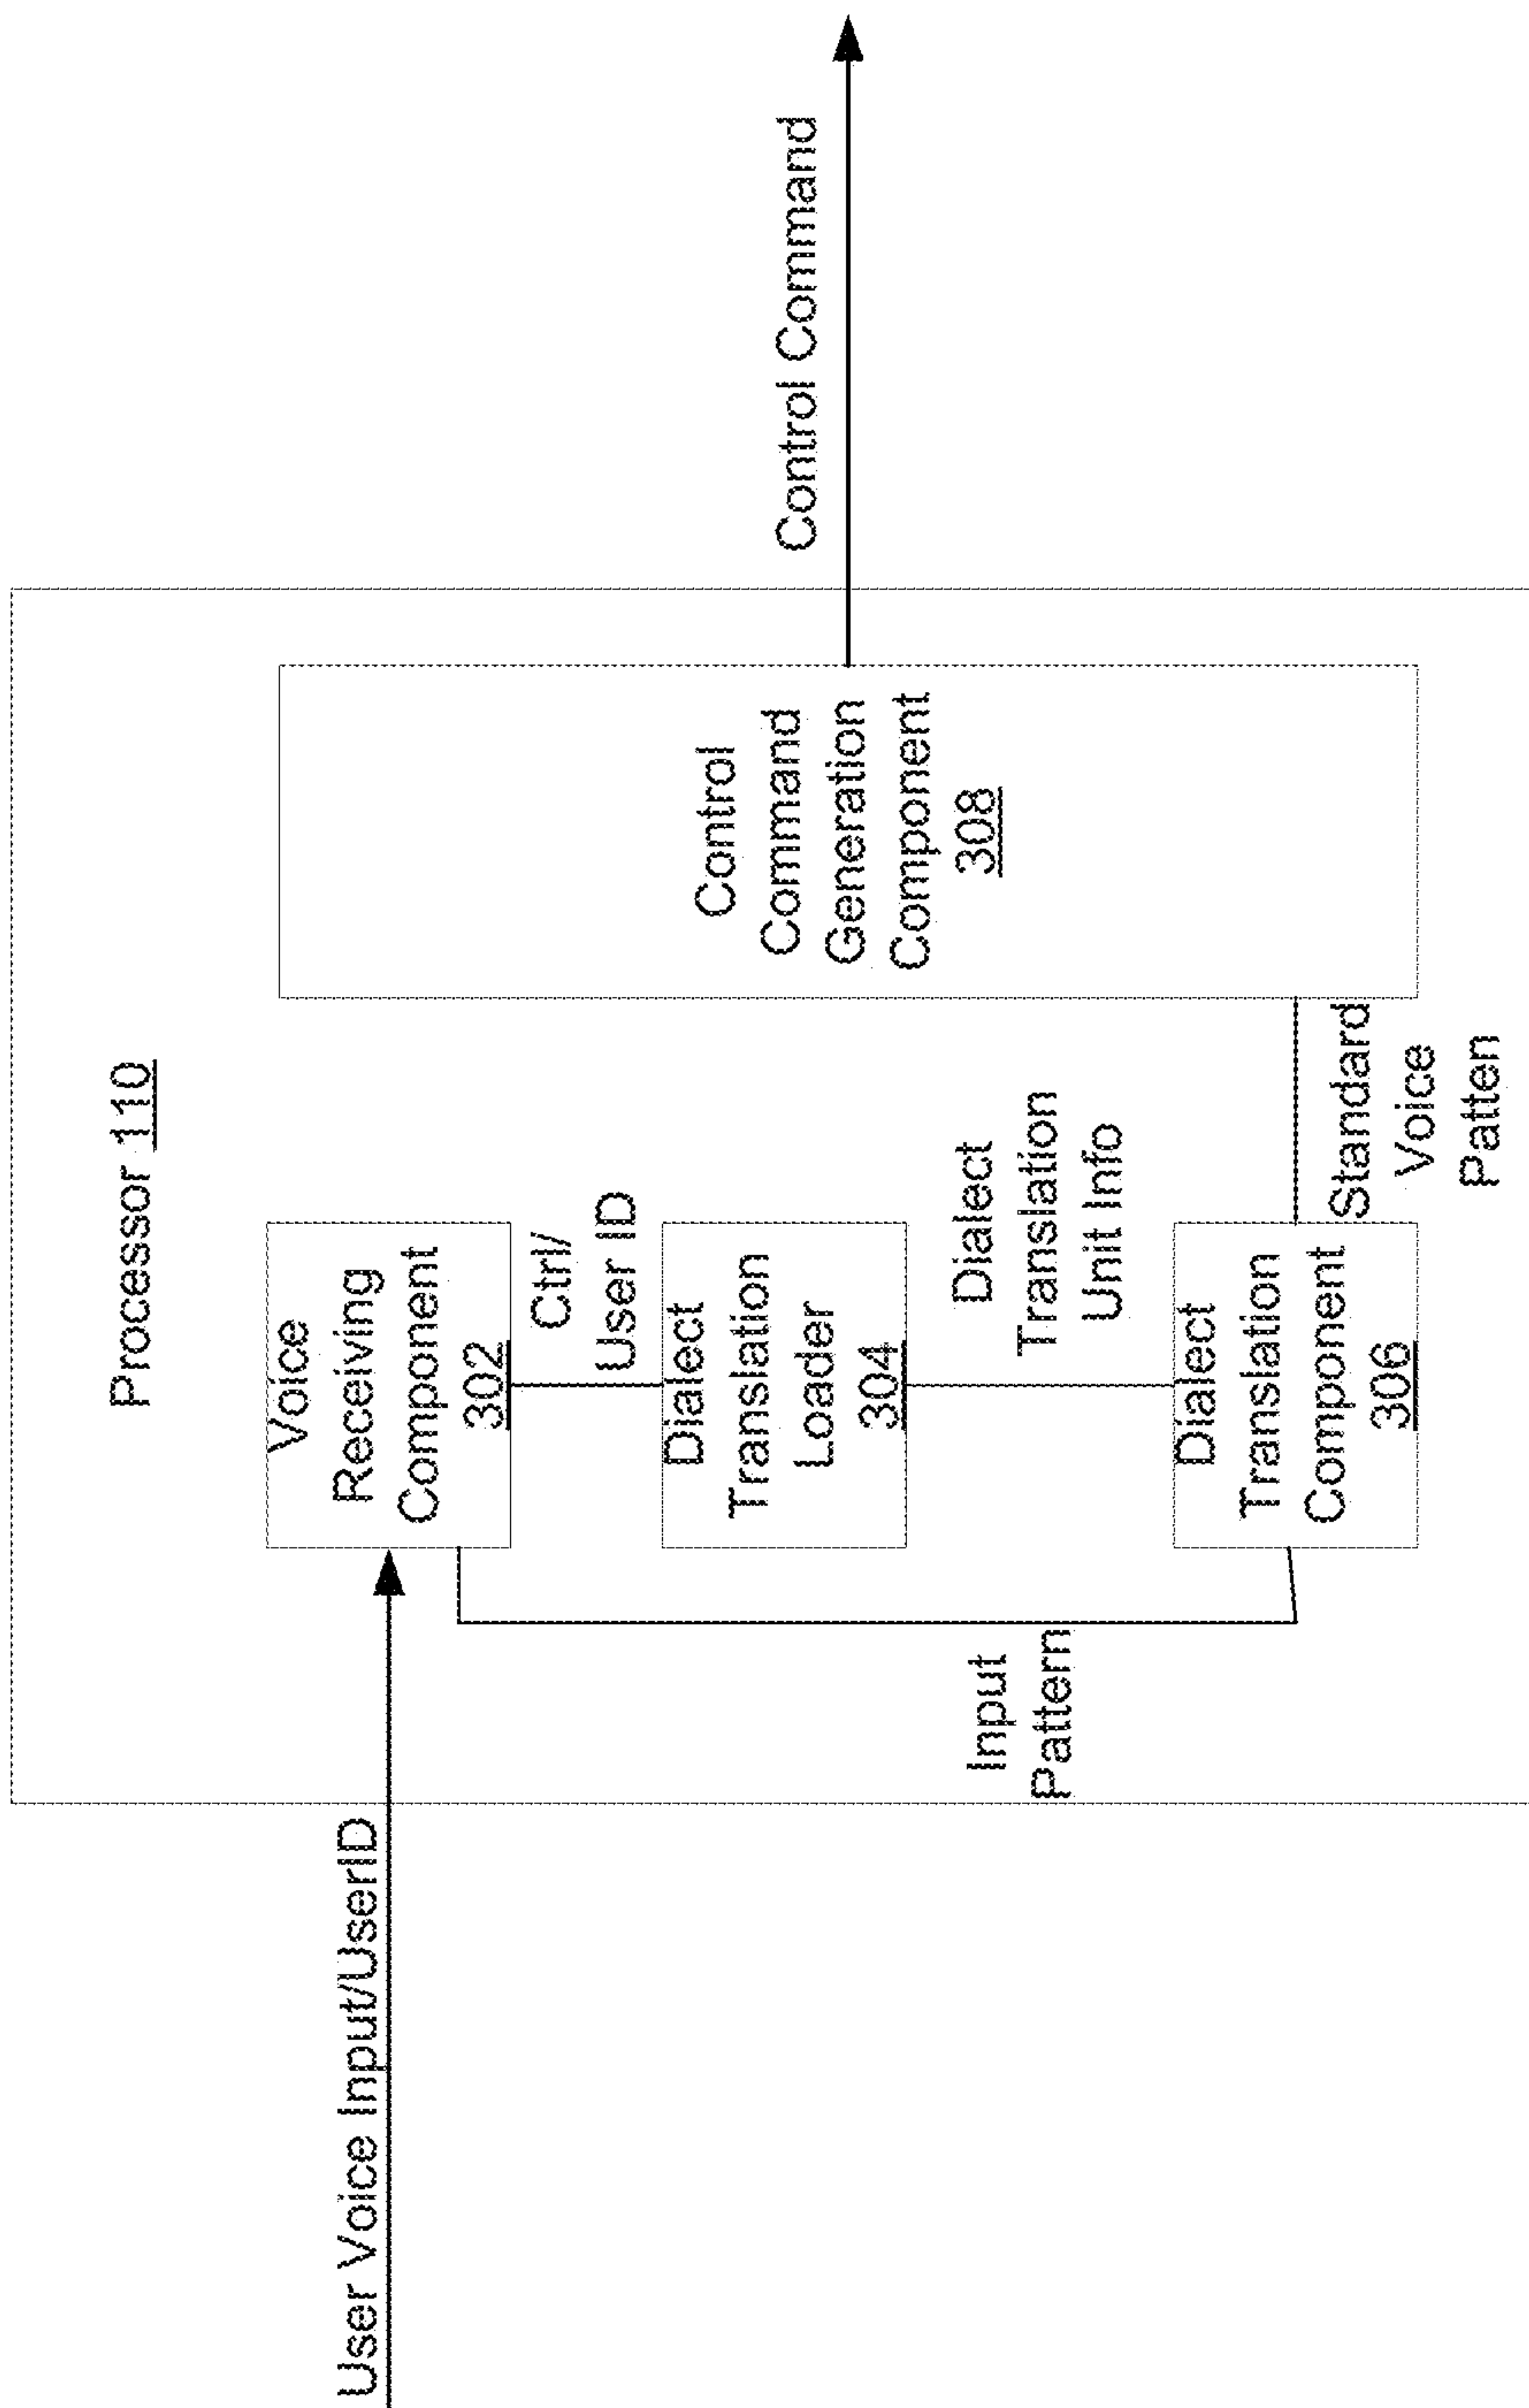 Processor 110
User Voice Input/UserID
Voice
Receiving
Component
302
Ctrl/
User ID
Dialect
Translation
Loader
304
Input
Pattern
Dialect
Translation
Unit Info
Dialect
Translation
Component
306
Standard
Voice
Patten
Control
Command
Generation
Component
308
Control Command